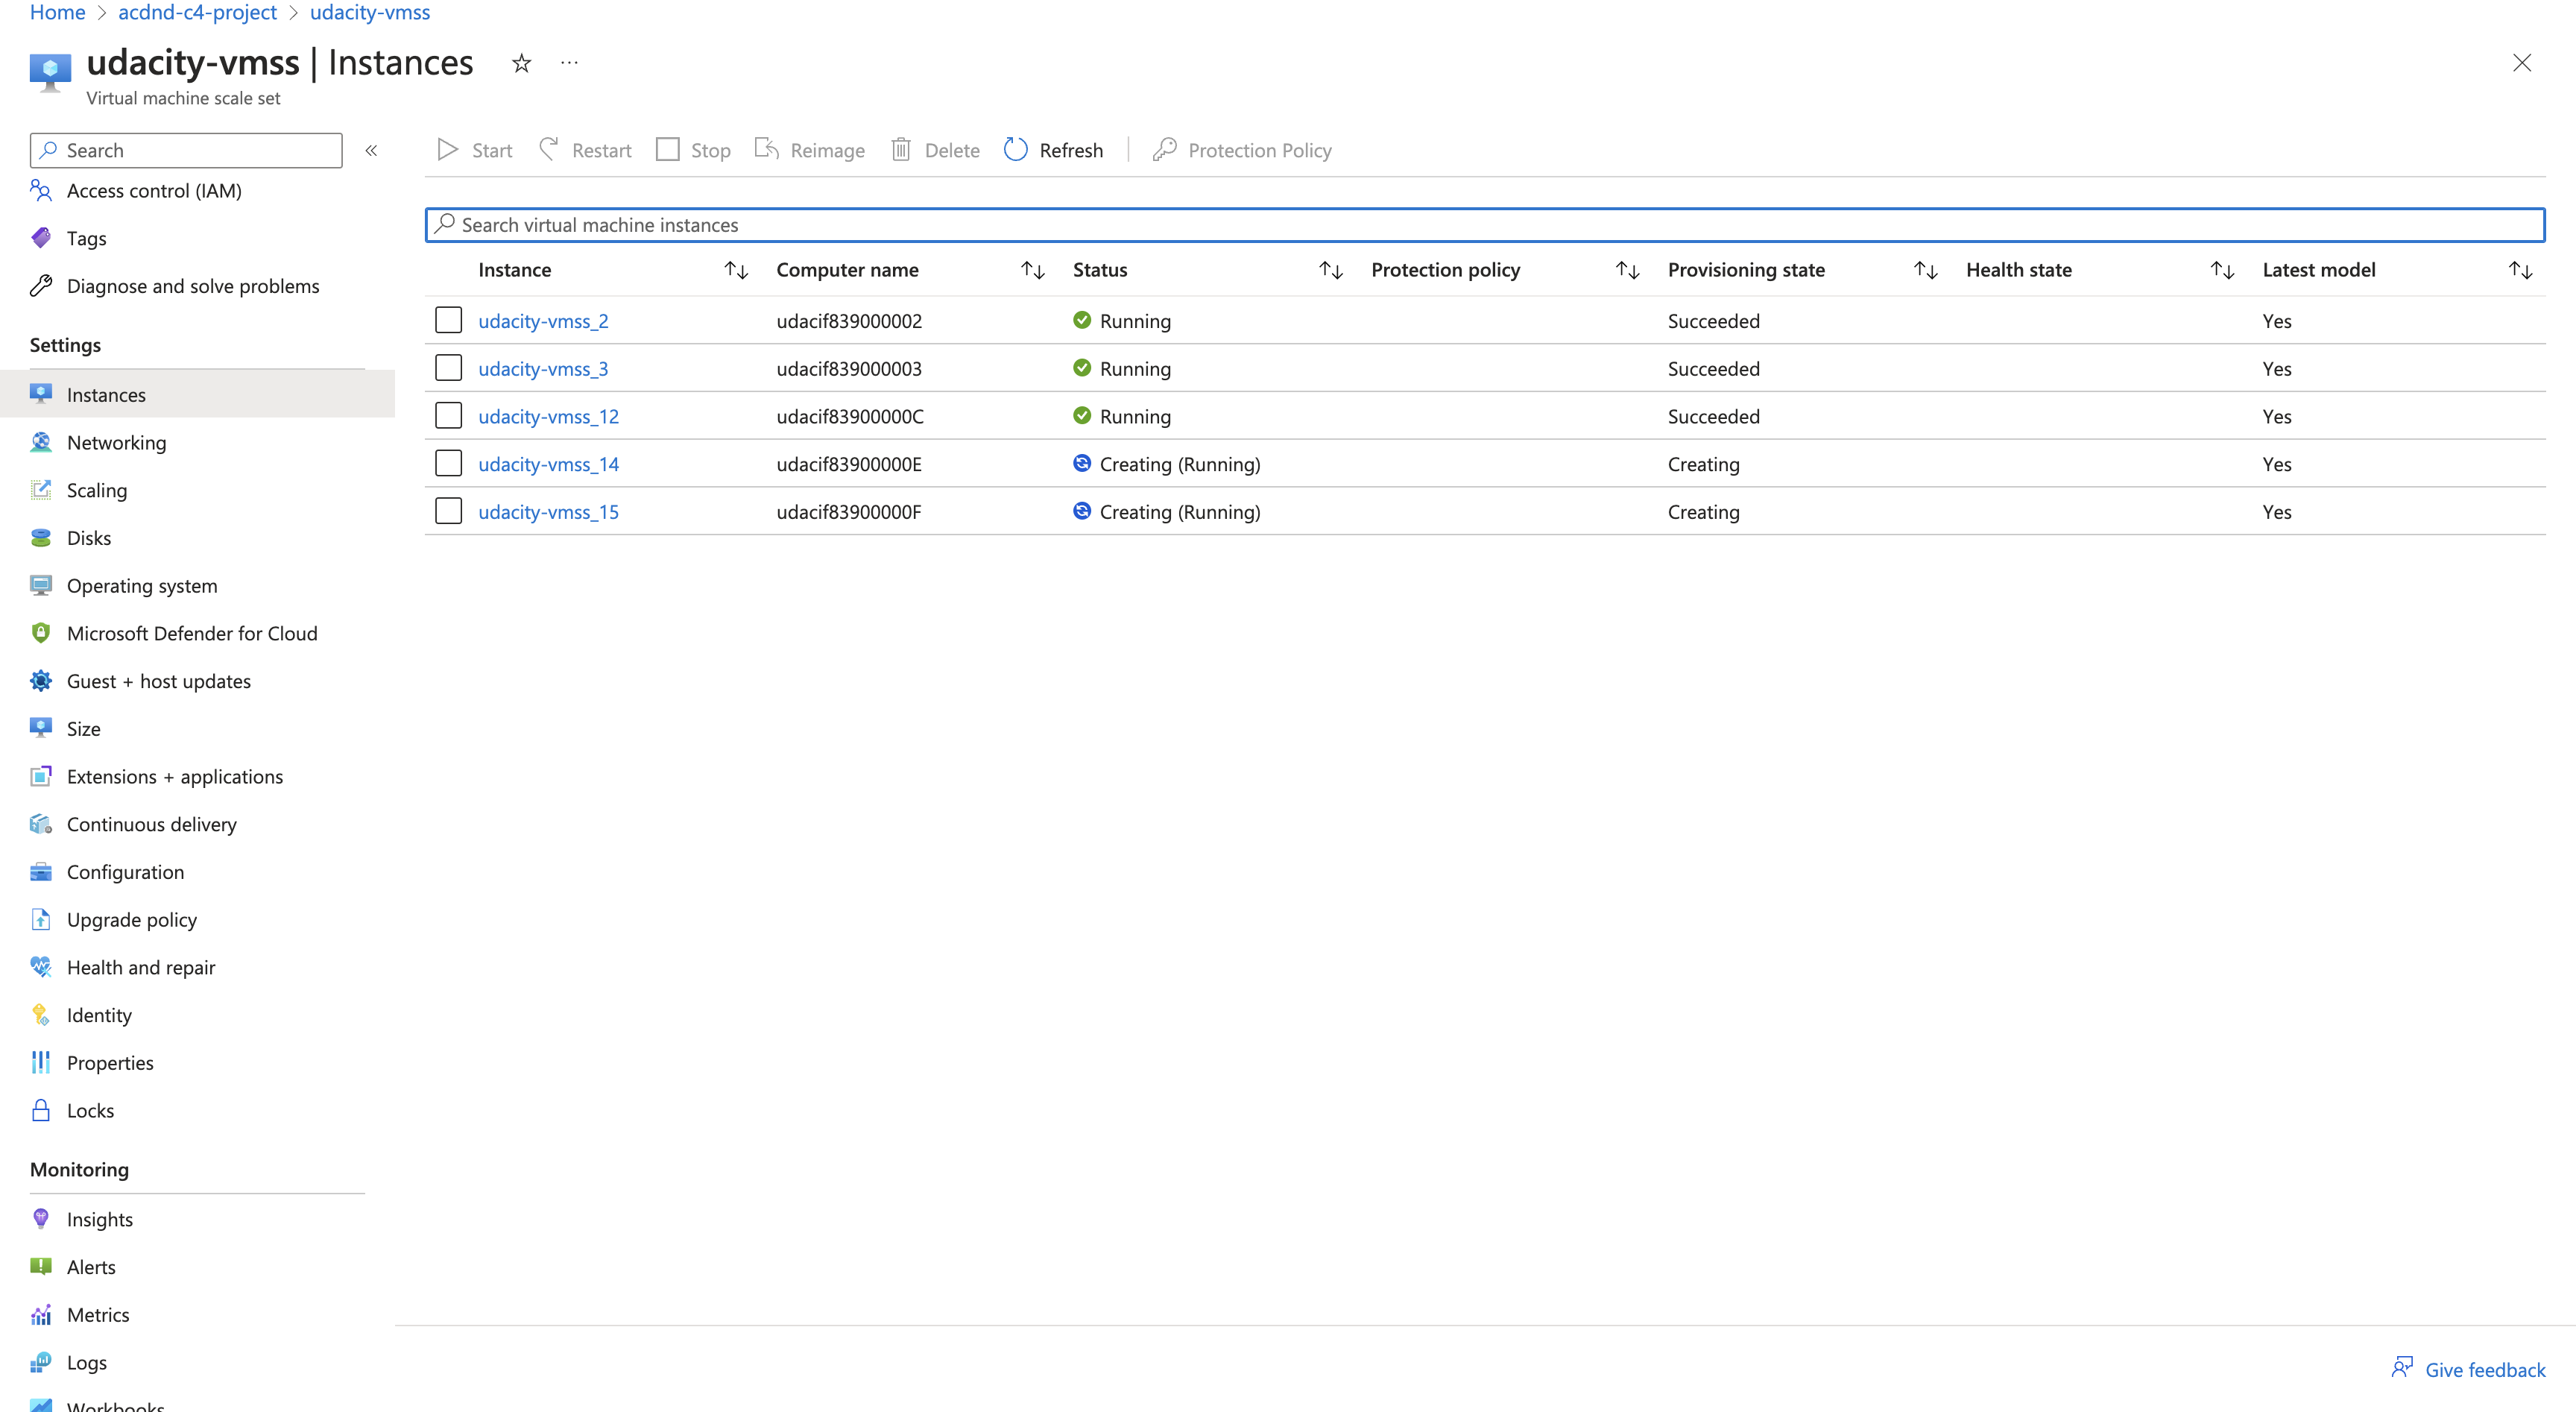 Home > acdnd-c4-project > udacity-vmss
udacity-vmss | Instances
Virtual machine scale set
Search
Start Restart Stop Reimage Delete Refresh Protection Policy
Access control (IAM)
Tags
Diagnose and solve problems
Settings
Instances
Networking
Scaling
Disks
Operating system
Microsoft Defender for Cloud
Guest + host updates
Size
Extensions + applications
Continuous delivery
Configuration
Upgrade policy
Health and repair
Identity
Properties
Locks
Monitoring
Insights
Alerts
Metrics
Logs
Workbooks
Search virtual machine instances
Instance Computer name Status Protection policy Provisioning state Health state Latest model
udacity-vmss_2 udacif839000002 Running Succeeded Yes
udacity-vmss_3 udacif839000003 Running Succeeded Yes
udacity-vmss_12 udacif83900000C Running Succeeded Yes
udacity-vmss_14 udacif83900000E Creating (Running) Creating Yes
udacity-vmss_15 udacif83900000F Creating (Running) Creating Yes
Give feedback